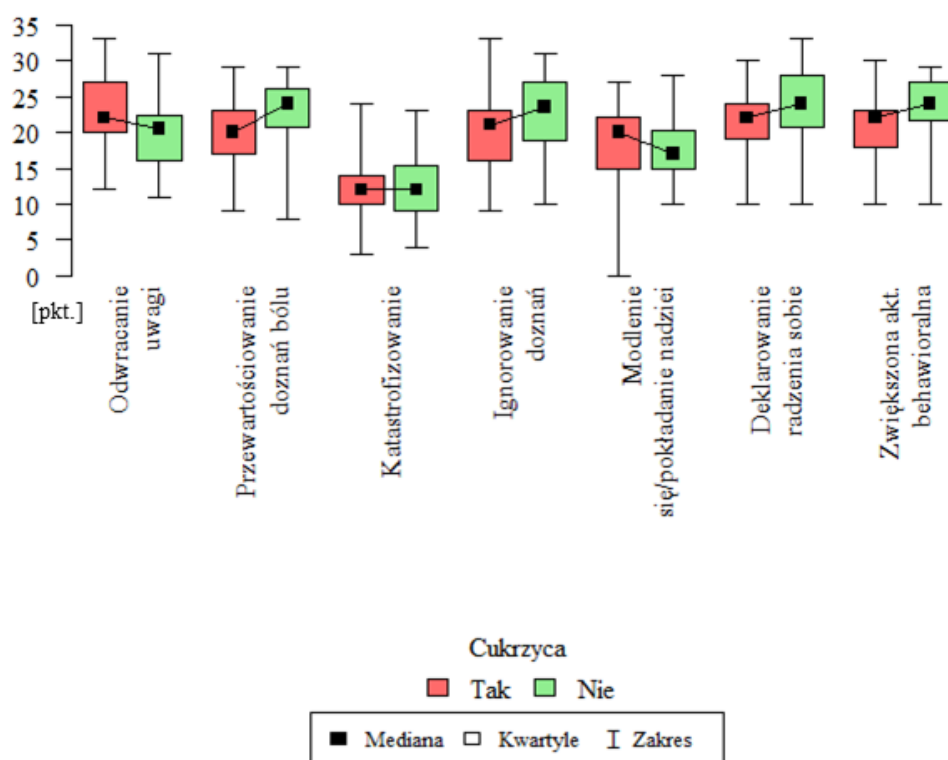 35
30
25
20
15
10
5
0
[pkt.]
Odwracanie
uwagi
Przewartościowanie
doznań bólu
Katastrofizowanie
Ignorowanie
doznań
Modlenie
się/pokładanie nadziei
Deklarowanie
radzenia sobie
Zwiększona akt.
behawioralna
Cukrzyca
Tak Nie
Mediana Kwartyle Zakres